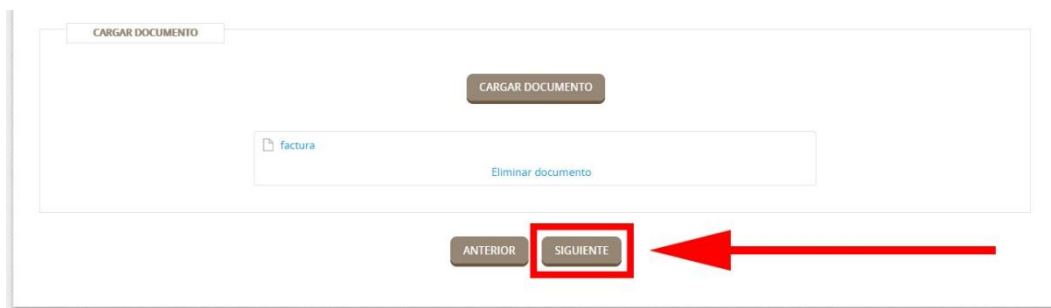 CARGAR DOCUMENTO
CARGAR DOCUMENTO
factura
Eliminar documento
ANTERIOR SIGUIENTE